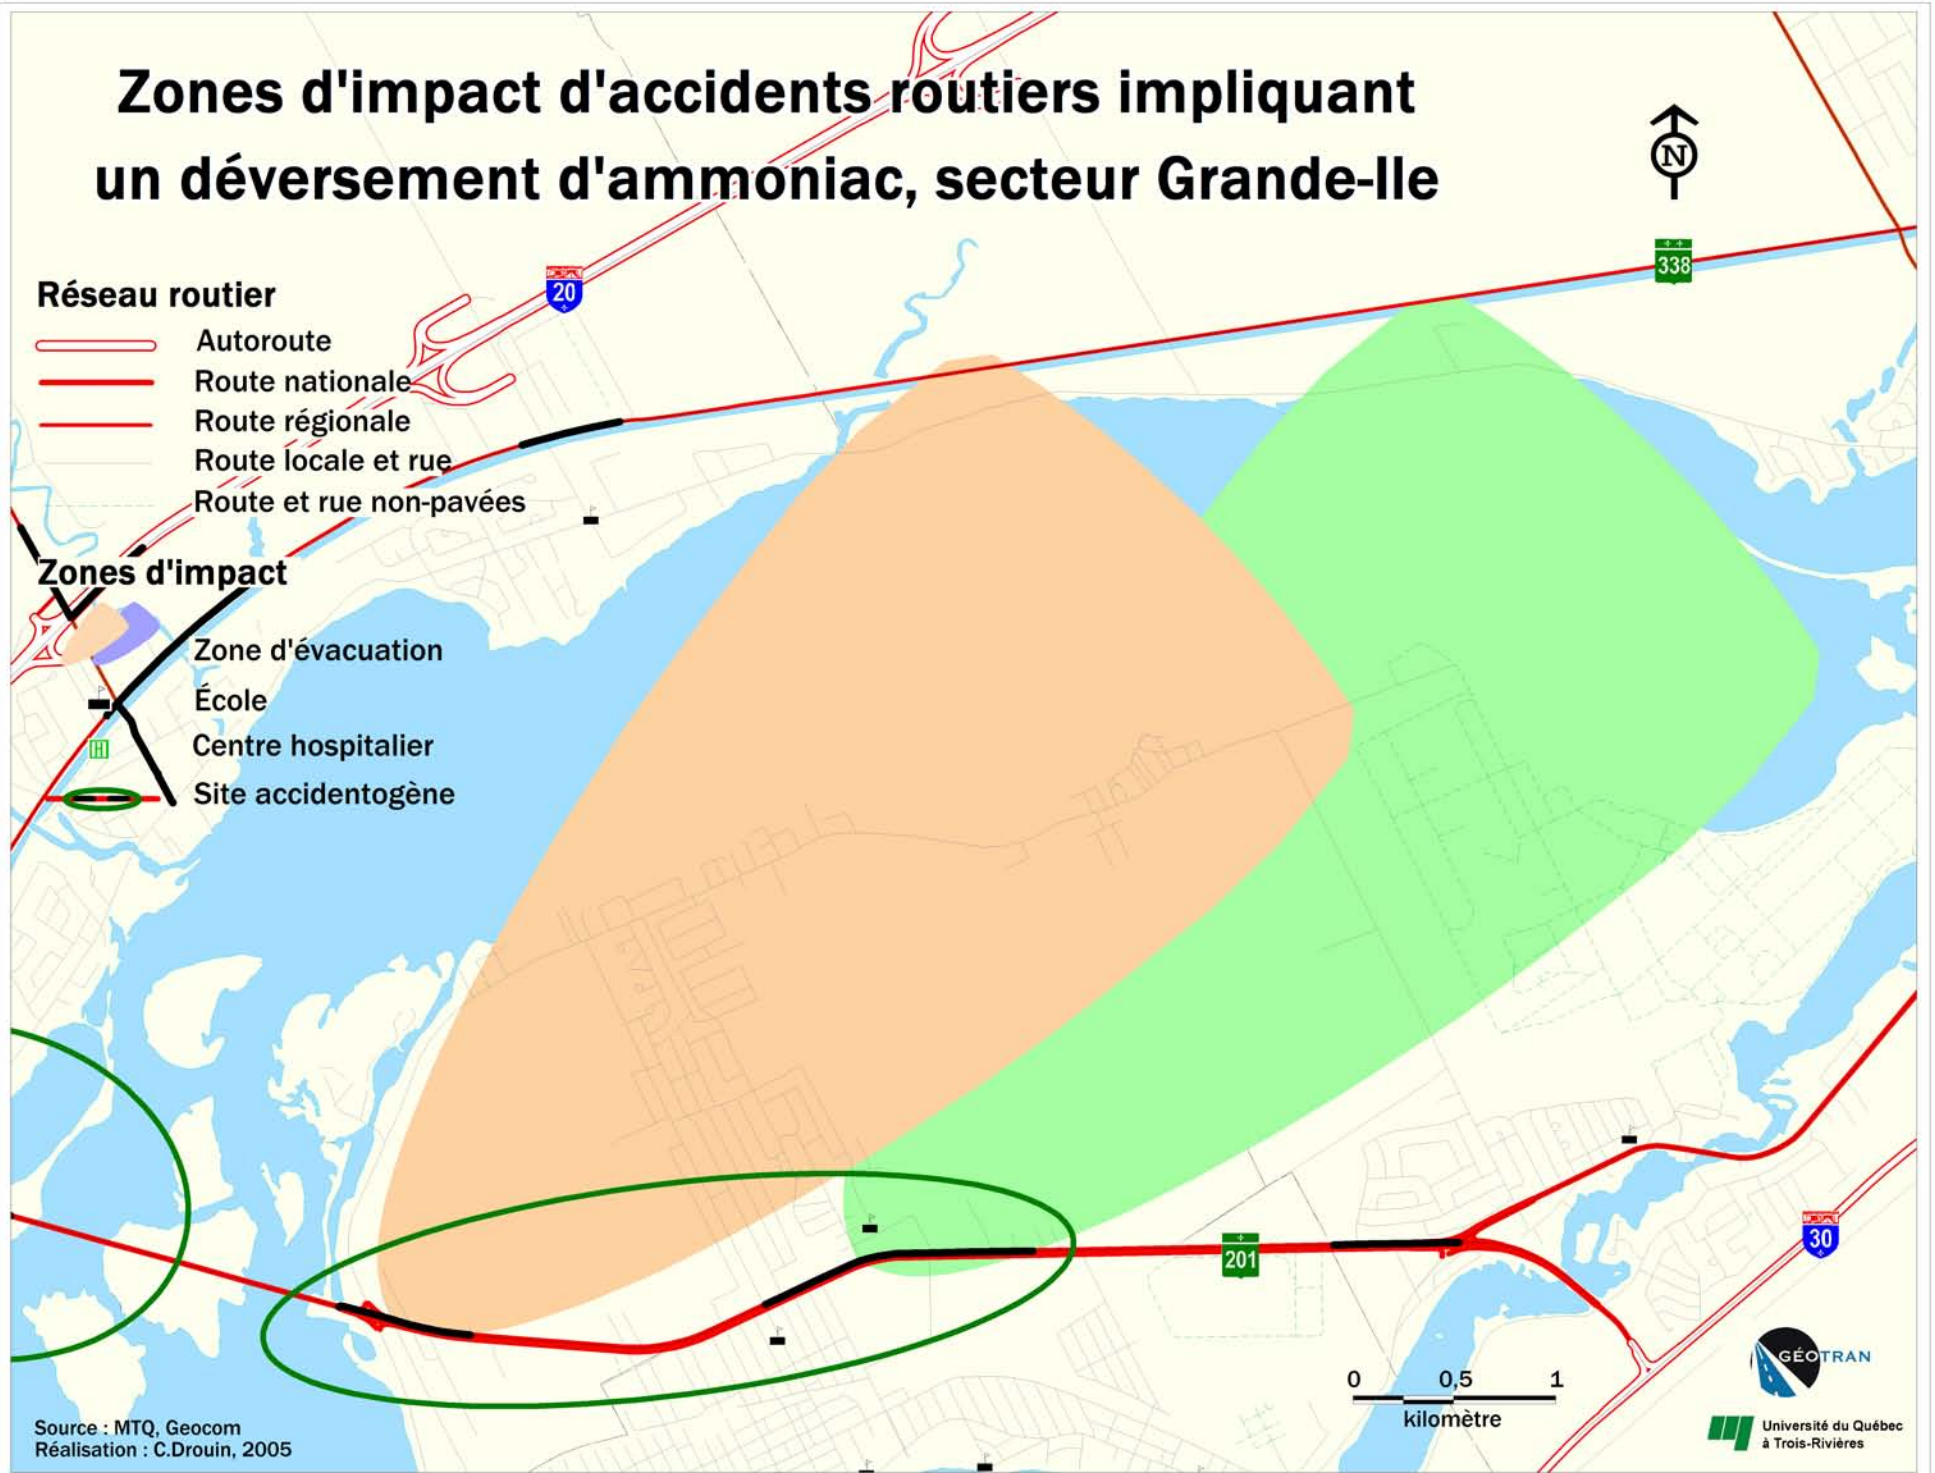 Zones d'impact d'accidents routiers impliquant
un déversement d'ammoniac, secteur Grande-Ile
N
338
20
Réseau routier
Autoroute
Route nationale
Route régionale
Route locale et rue
Route et rue non-pavées
Zones d'impact
Zone d'évacuation
École
H
Centre hospitalier
Site accidentogène
201
30
0 0,5 1
kilomètre
GÉOTRAN
Université du Québec
à Trois-Rivières
Source : MTQ, Geocom
Réalisation : C.Drouin, 2005